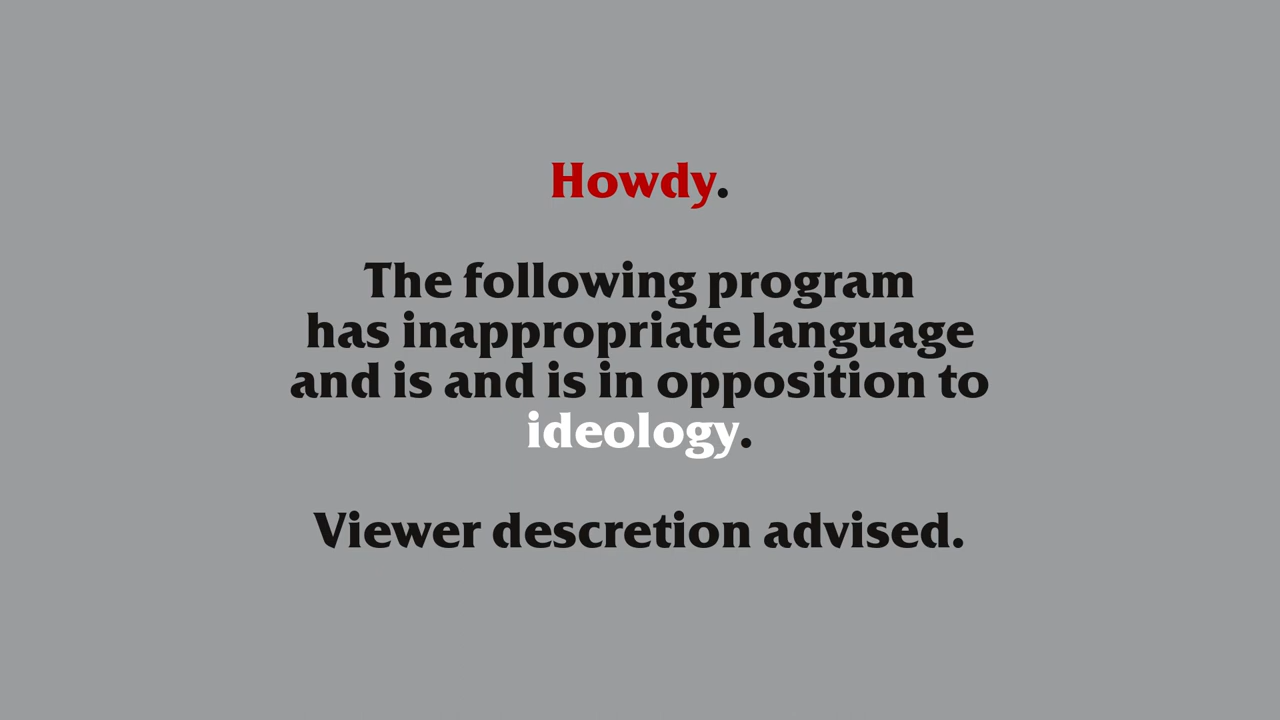 Howdy.
The following program
has inappropriate language
and is and is in opposition to
ideology.
Viewer descretion advised.